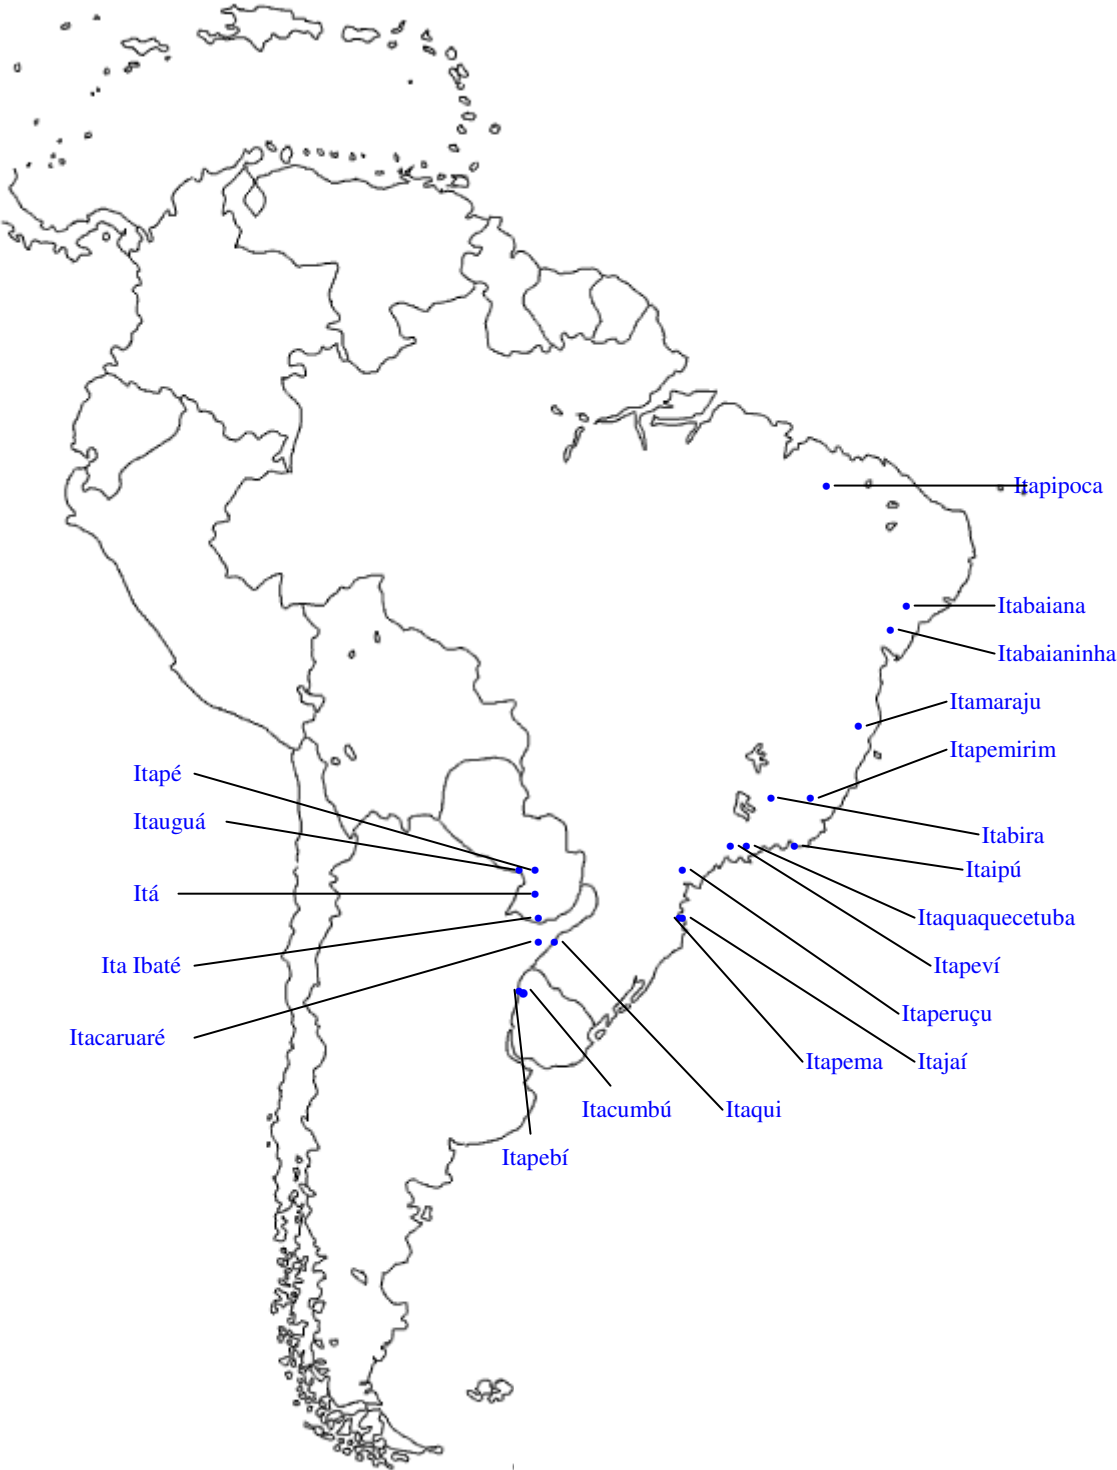 Itapipoca
Itabaiana
Itabaianinha
Itamaraju
Itapemirim
Itapé
Itauguá
Itabira
Itaipú
Itá
Itaquaquecetuba
Ita Ibaté
Itapeví
Itaperuçu
Itacaruaré
Itapema
Itajaí
Itacumbú
Itaqui
Itapebí